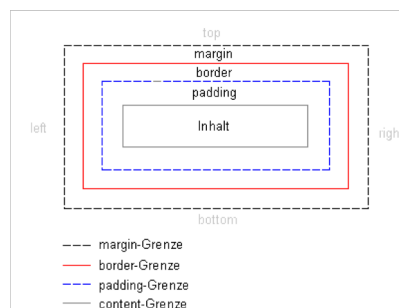 top
margin
border
padding
left
Inhalt
righ
bottom
margin-Grenze
border-Grenze
padding-Grenze
content-Grenze